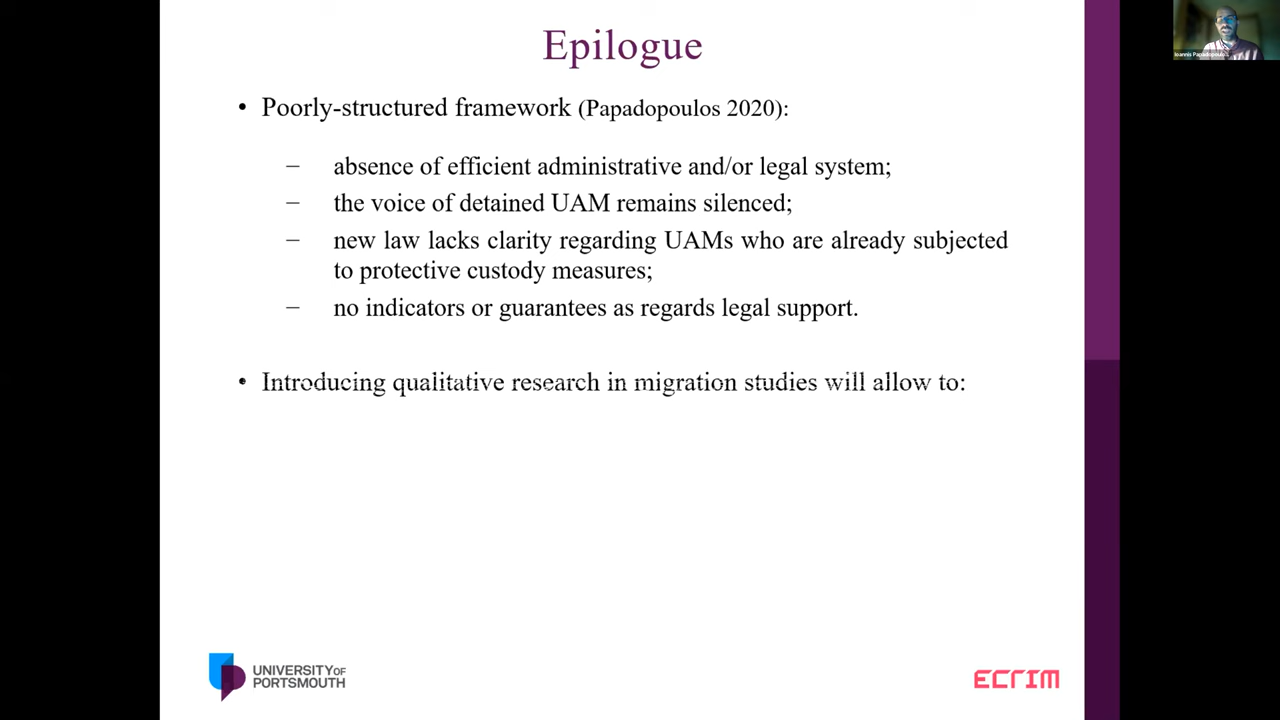 Epilogue
• Poorly-structured framework (Papadopoulos 2020):
– absence of efficient administrative and/or legal system;
– the voice of detained UAM remains silenced;
– new law lacks clarity regarding UAMs who are already subjected
to protective custody measures;
– no indicators or guarantees as regards legal support.
• Introducing qualitative research in migration studies will allow to:
UNIVERSITY OF
PORTSMOUTH
ECRIM
Ioannis Papadopoulos